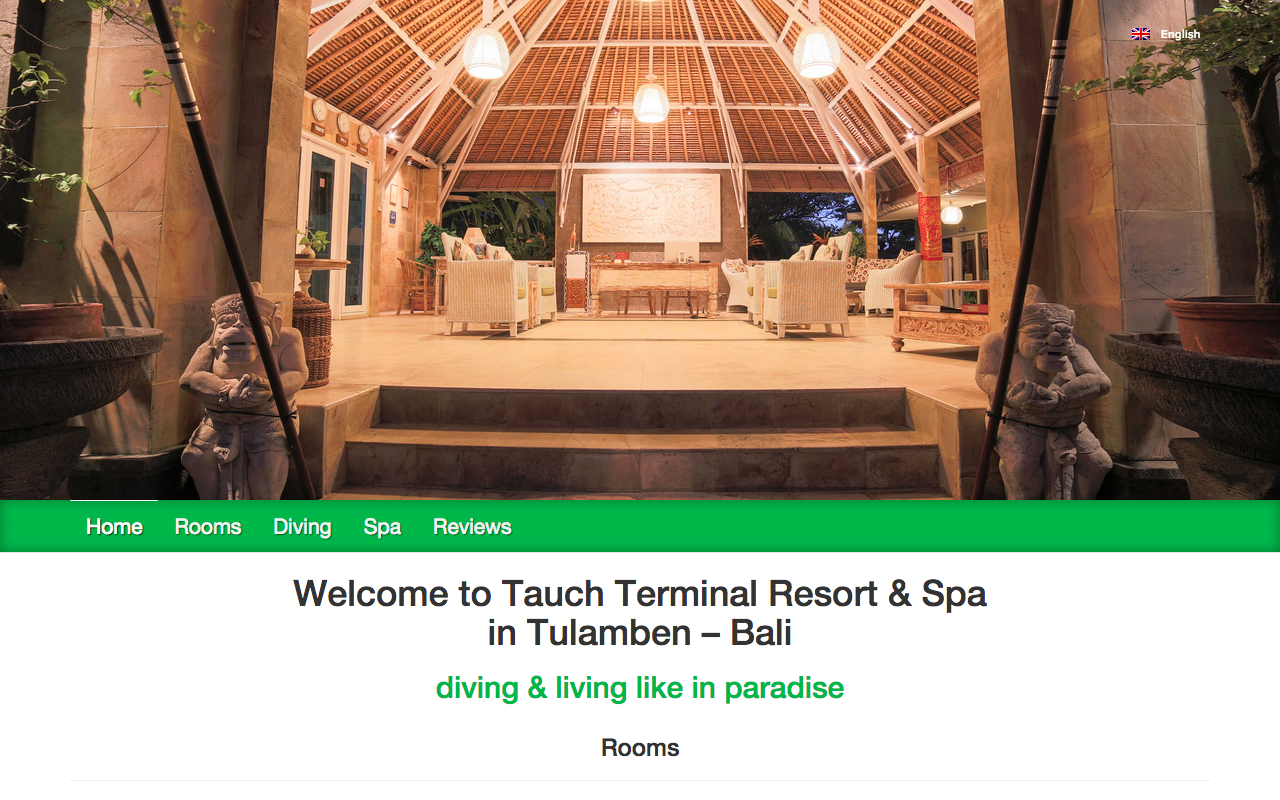 English
Home Rooms Diving Spa Reviews
Welcome to Tauch Terminal Resort & Spa
in Tulamben – Bali
diving & living like in paradise
Rooms